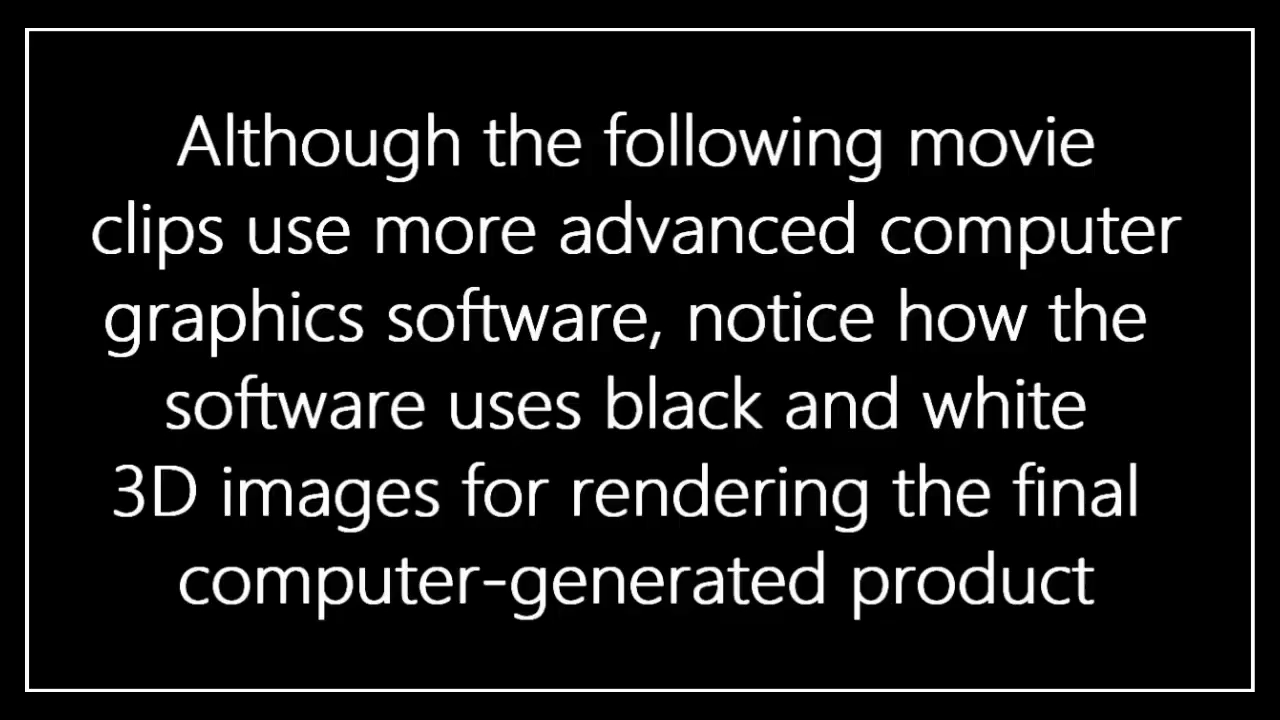 Although the following movie
clips use more advanced computer
graphics software, notice how the
software uses black and white
3D images for rendering the final
computer-generated product